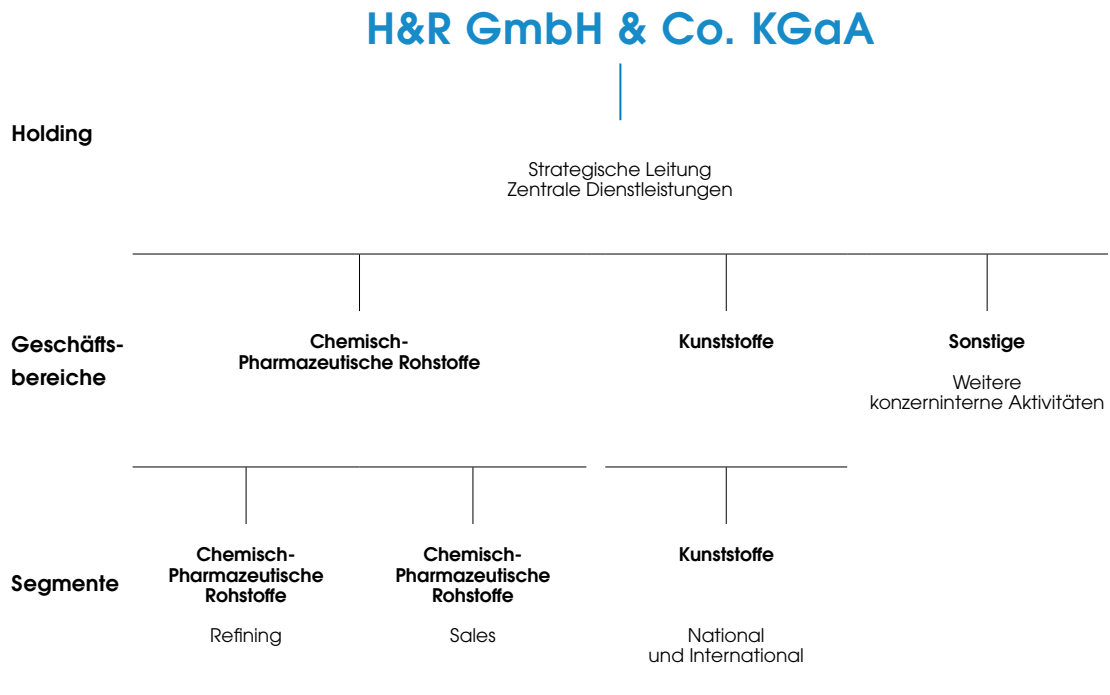 H&R GmbH & Co. KGaA
Holding
Strategische Leitung
Zentrale Dienstleistungen
Geschäfts-
bereiche
Chemisch-
Pharmazeutische Rohstoffe
Kunststoffe
Sonstige
Weitere
konzerninterne Aktivitäten
Segmente
Chemisch-
Pharmazeutische
Rohstoffe
Refining
Chemisch-
Pharmazeutische
Rohstoffe
Sales
Kunststoffe
National
und International